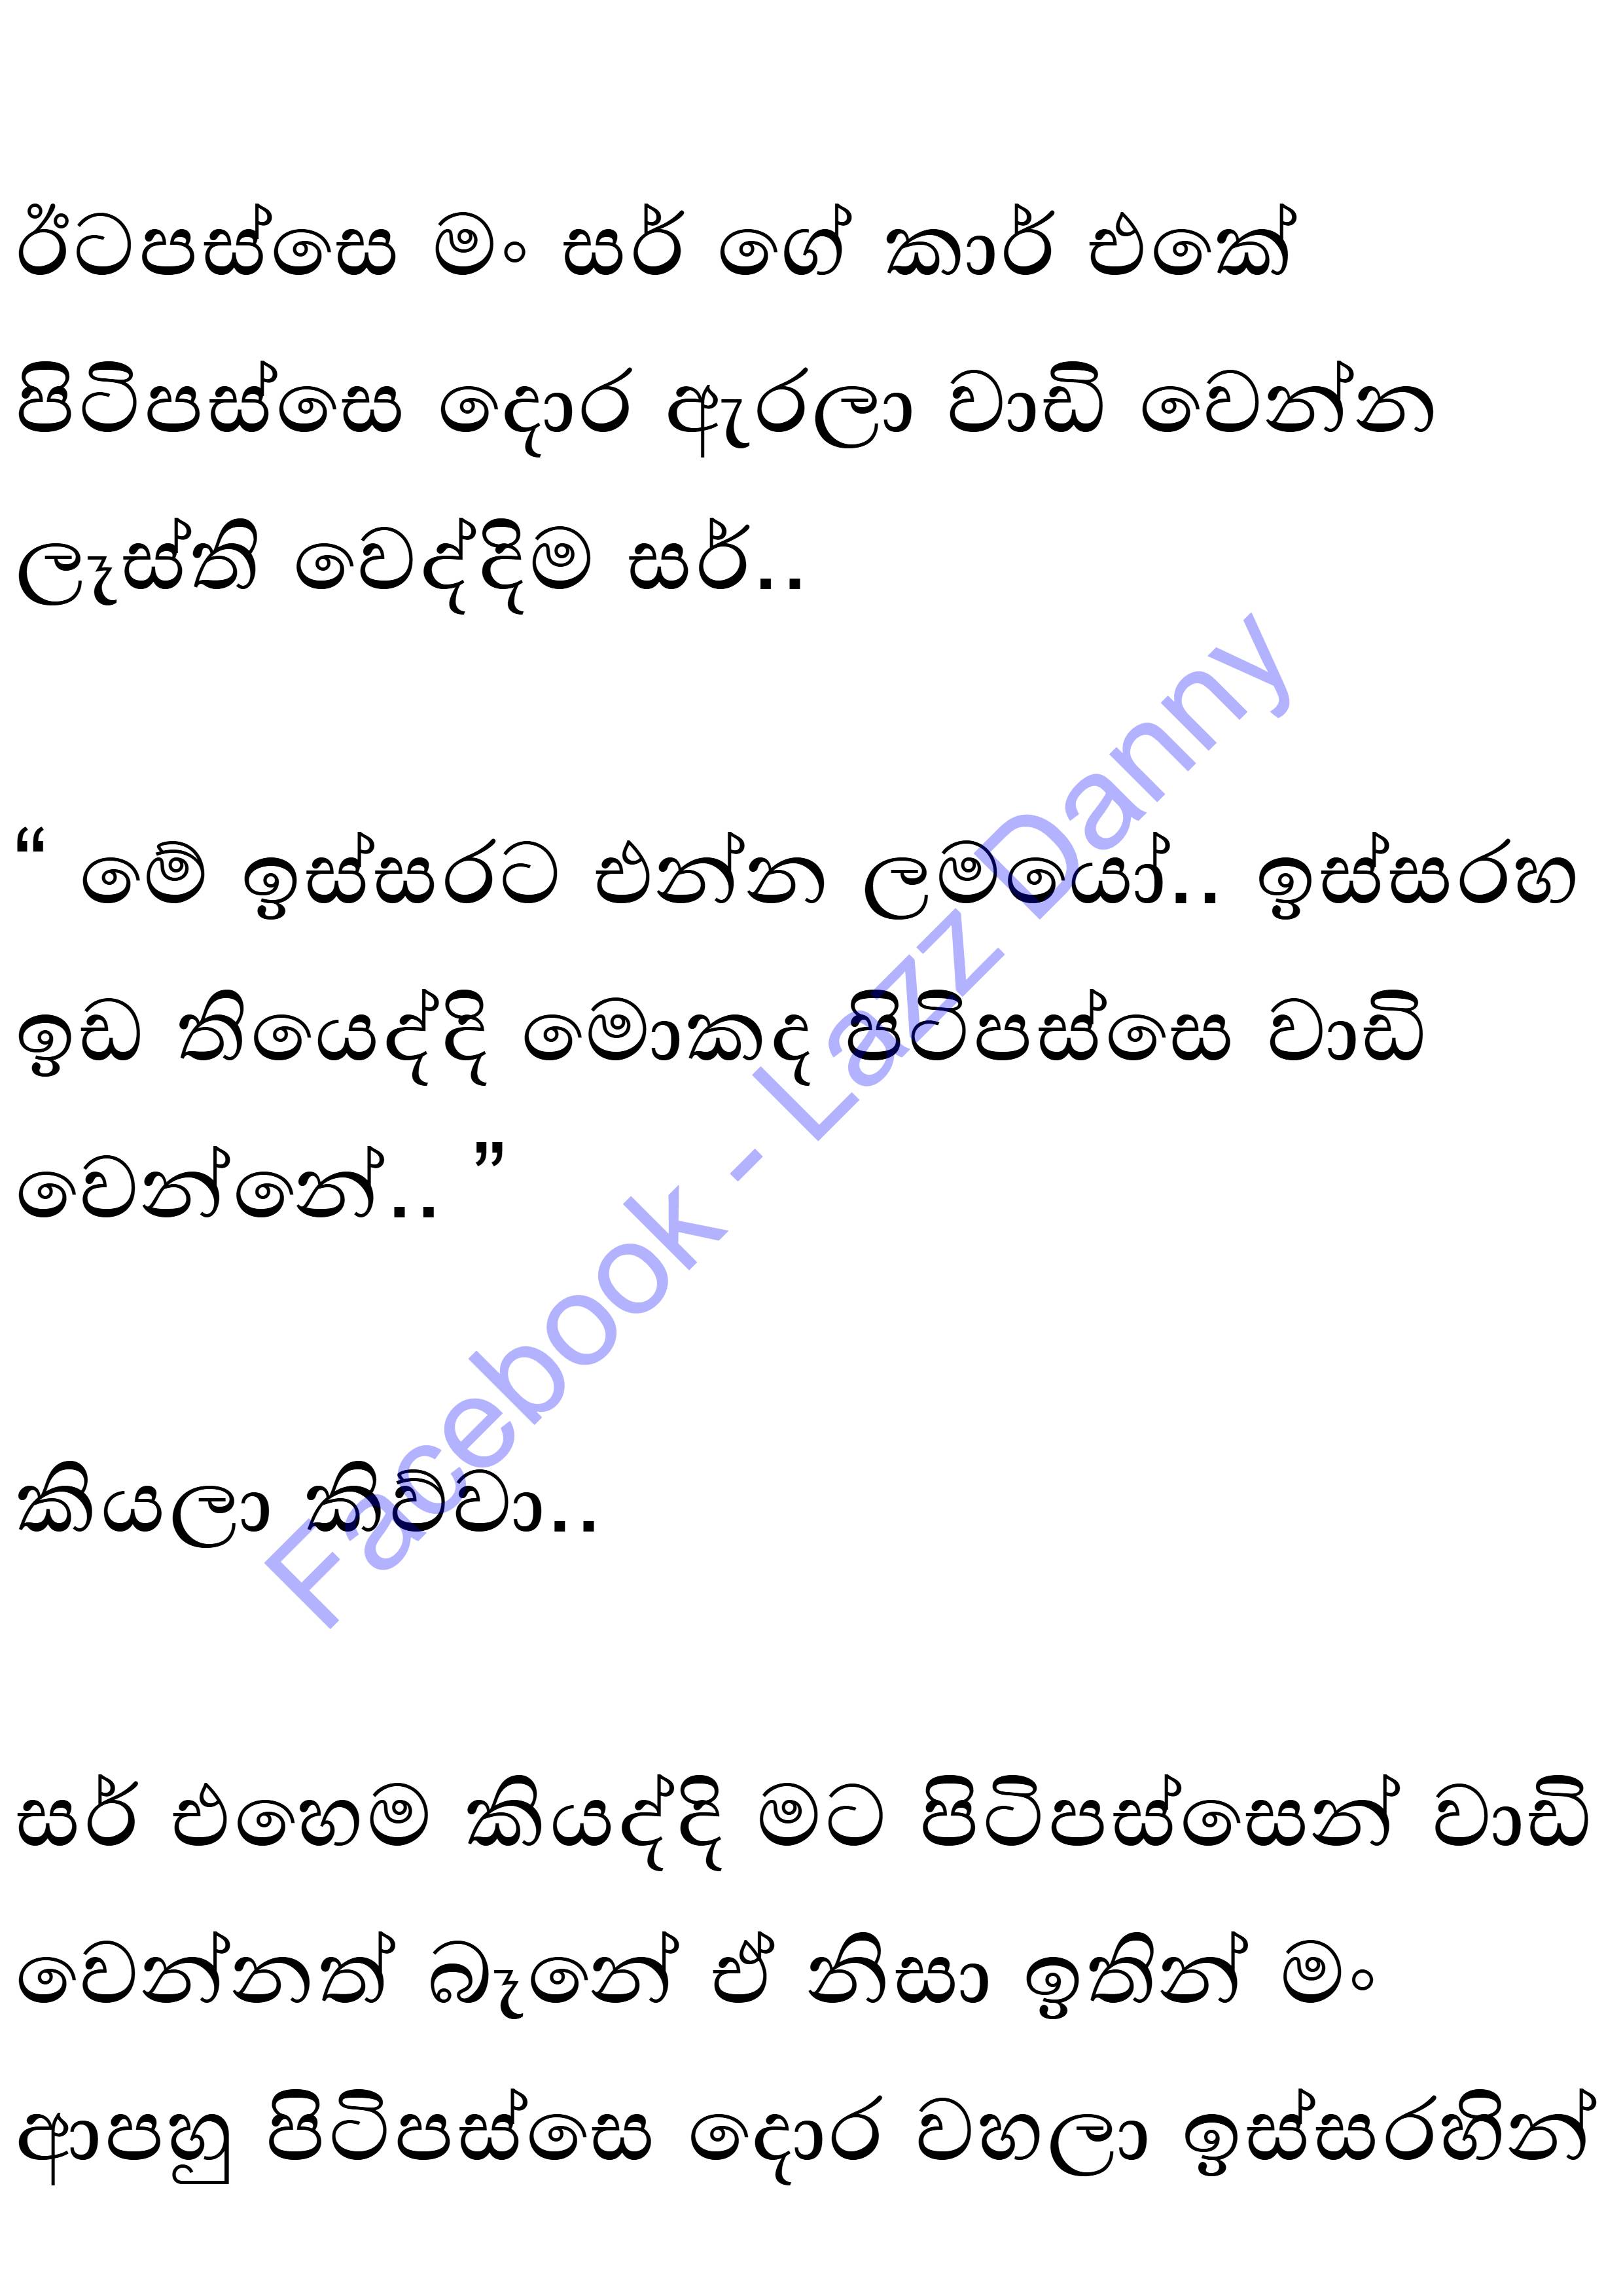 ඊටපස්සෙ මං සර් ගේ කාර් එකේ
පිටිපස්සෙ දොර ඇරලා වාඩි වෙන්න
ලෑස්ති වෙද්දිම සර්..
“ මේ ඉස්සරට එන්න ලමයෝ.. ඉස්සරහ
ඉඩ තියෙද්දි මොකද පිටිපස්සෙ වාඩි
වෙන්නේ.. ”
කියලා කිව්වා..
සර් එහෙම කියද්දි මට පිටිපස්සෙන් වාඩි
වෙන්නත් බෑනේ ඒ නිසා ඉතින් මං
ආපහු පිටිපස්සෙ දොර වහලා ඉස්සරහින්
Facebook - Lazz Danny